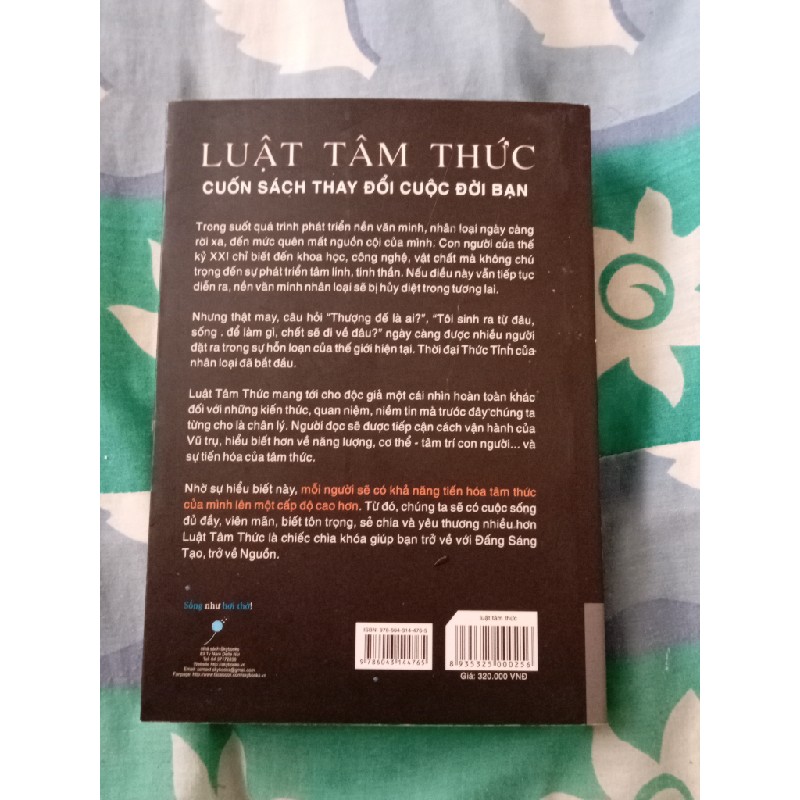 LUẬT TÂM THỨC
CUỐN SÁCH THAY ĐỔI CUỘC ĐỜI BẠN
Trong suốt quá trình phát triển nền văn minh, nhân loại ngày càng
rời xa, đến mức quên mất nguồn cội của mình. Con người của thế
kỷ XXI chỉ biết đến khoa học, công nghệ, vật chất mà không chú
trọng đến sự phát triển tâm linh, tinh thần. Nếu điều này vẫn tiếp tục
diễn ra, nền văn minh nhân loại sẽ bị hủy diệt trong tương lai.
Nhưng thật may, câu hỏi "Thượng đế là ai?", "Tôi sinh ra từ đâu,
sống . để làm gì, chết sẽ đi về đâu?" ngày càng được nhiều người
đặt ra trong sự hỗn loạn của thế giới hiện tại. Thời đại Thức Tỉnh của
nhân loại đã bắt đầu.
Luật Tâm Thức mang tới cho độc giả một cái nhìn hoàn toàn khác
đối với những kiến thức, quan niệm, niềm tin mà trước đây chúng ta
từng cho là chân lý. Người đọc sẽ được tiếp cận cách vận hành của
Vũ trụ, hiểu biết hơn về năng lượng, cơ thể - tâm trí con người... và
sự tiến hóa của tâm thức.
Nhờ sự hiểu biết này, mỗi người sẽ có khả năng tiến hóa tâm thức
của mình lên một cấp độ cao hơn. Từ đó, chúng ta sẽ có cuộc sống
đủ đầy, viên mãn, biết tôn trọng, sẻ chia và yêu thương nhiều hơn
Luật Tâm Thức là chiếc chìa khóa giúp bạn trở về với Đấng Sáng
Tạo, trở về Nguồn.
Sống như hơi thở!
luật tâm thức
9 786043 144765
8 935325 000256
Giá: 320.000 VNĐ